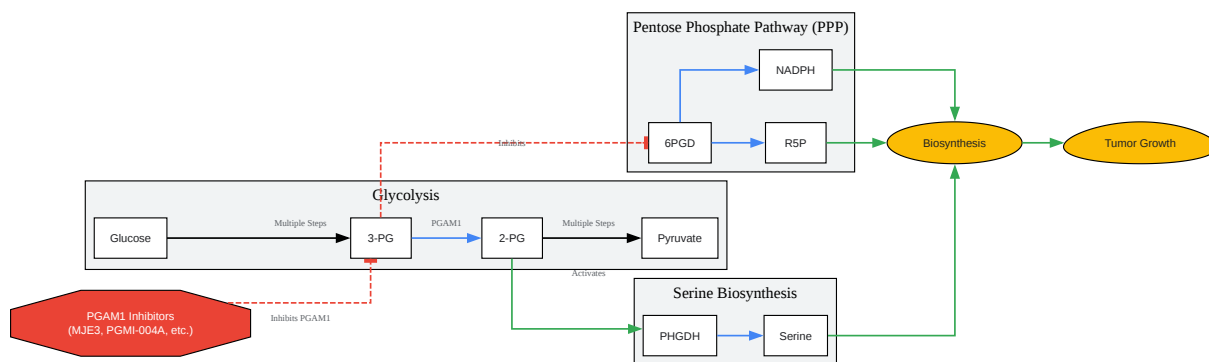 Pentose Phosphate Pathway (PPP)
NADPH
Inhibits
6PGD
R5P
Biosynthesis
Tumor Growth
Glycolysis
Glucose
Multiple Steps
3-PG
PGAM1
2-PG
Multiple Steps
Pyruvate
Activates
PGAM1 Inhibitors
(MJE3, PGMI-004A, etc.)
Inhibits PGAM1
Serine Biosynthesis
PHGDH
Serine